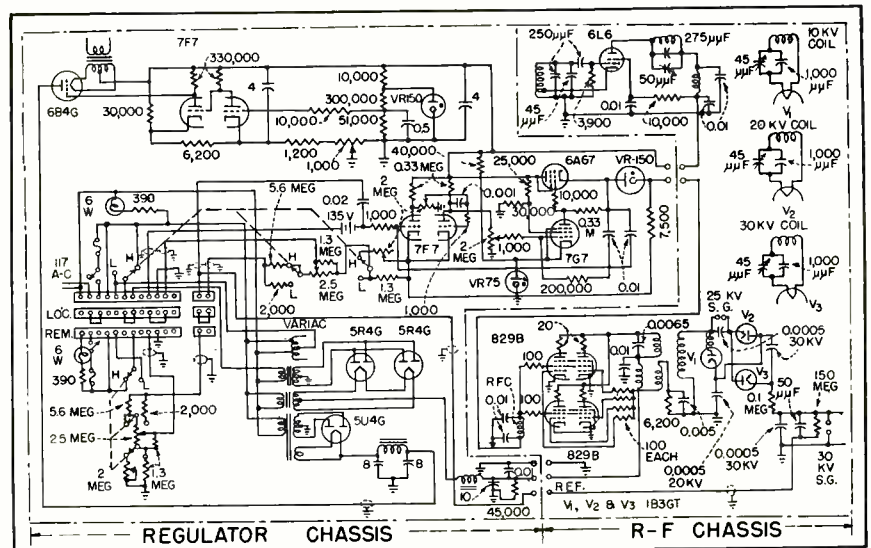 7F7
330,000
6B4G
30,000
6,200
4
1,200
10,000
300,000
51,000
10,000
1,000
VR150
0.5
4
250μμF
6L6
275μμF
50μμF
45 μμF
3,900
0.01
10,000
0.01
10 KV COIL
45 μμF
1,000 μμF
V1
20 KV COIL
45 μμF
1,000 μμF
V2
30 KV COIL
45 μμF
1,000 μμF
V3
6 W
390
117 A-C
L
H
LOC.
REM.
6 W
390
H
L
5.6 MEG
2,000
2.5 MEG
2 MEG
1.3 MEG
5.6 MEG
0.02
135 V
H
L
2,000
1.3 MEG
2.5 MEG
H
L
1.3 MEG
2 MEG
0.33 MEG
40,000
1,000
7F7
1,000
0.001
2 MEG
25,000
30,000
1,000
6A67
10,000
VR-150
0.33 M
7G7
VR75
200,000
0.01
7,500
VARIAC
5R4G
5R4G
5U4G
8
8
829B
20
100
RFC
0.01
100
829B
0.01
0.0065
100 EACH
6,200
0.005
V1
25 KV S.G.
V2
V3
0.0005 30 KV
0.1 MEG
50 μμF
150 MEG
0.0005 20 KV
0.0005 30 KV
30 KV S.G.
10
0.01
45,000
REF.
V1, V2 & V3 1B3GT
REGULATOR CHASSIS
R-F CHASSIS